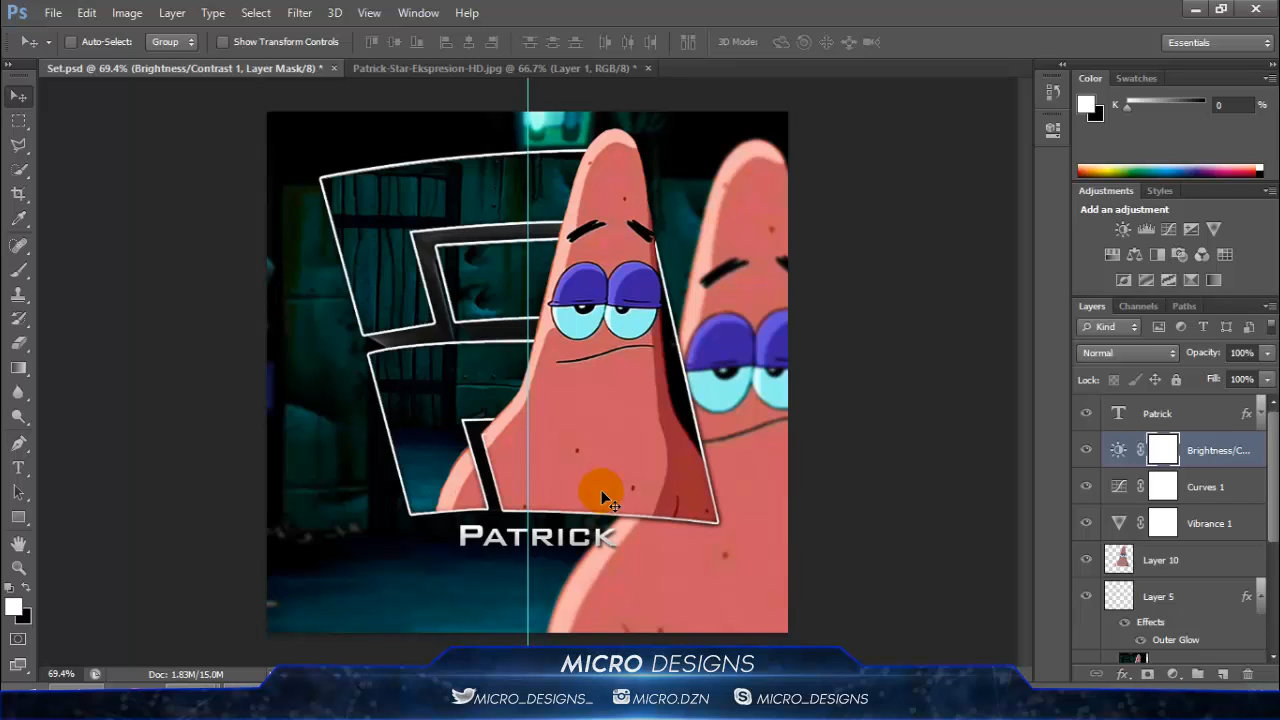 Ps File Edit Image Layer Type Select Filter 3D View Window Help
Auto-Select: Group Show Transform Controls 3D Mode: Essentials
Set.psd @ 69.4% (Brightness/Contrast 1, Layer Mask/8) * × Patrick-Star-Ekspresion-HD.jpg @ 66.7% (Layer 1, RGB/8) * ×
Color Swatches
K 0 %
Adjustments Styles
Add an adjustment
Layers Channels Paths
Kind
Normal Opacity: 100%
Lock: Fill: 100%
T Patrick fx
Brightness/C...
Curves 1
Vibrance 1
Layer 10
Layer 5 fx
Effects
Outer Glow
Patrick
69.4% Doc: 1.83M/15.0M
MICRO DESIGNS
MICRO_DESIGNS_ MICRO.DZN MICRO_DESIGNS